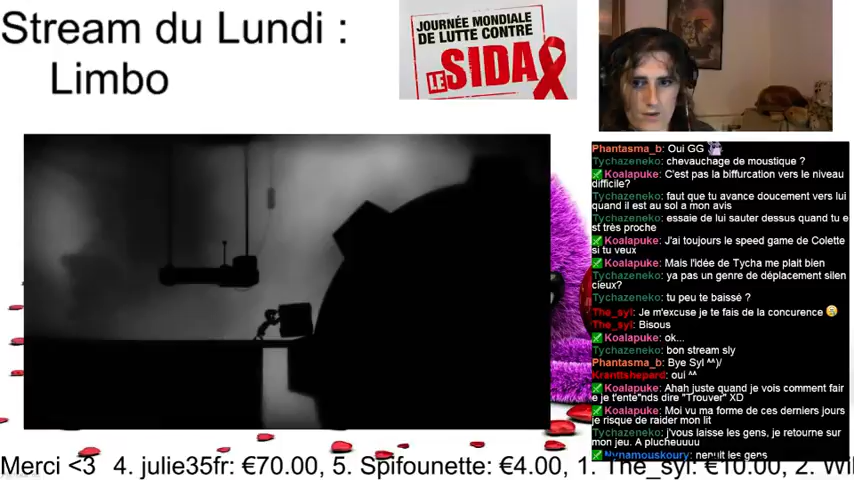 Stream du Lundi :
Limbo
JOURNÉE MONDIALE
DE LUTTE CONTRE
LE SIDA
Phantasma_b: Oui GG
Tychazeneko: chevauchage de moustique ?
Koalapuke: C'est pas la biffurcation vers le niveau
difficile?
Tychazeneko: faut que tu avance doucement vers lui
quand il est au sol a mon avis
Tychazeneko: essaie de lui sauter dessus quand tu e
st très proche
Koalapuke: J'ai toujours le speed game de Colette
si tu veux
Koalapuke: Mais l'idée de Tycha me plait bien
Tychazeneko: ya pas un genre de déplacement silen
cieux?
Tychazeneko: tu peu te baissé ?
The_syl: Je m'excuse je te fais de la concurence
The_syl: Bisous
Koalapuke: ok...
Tychazeneko: bon stream sly
Phantasma_b: Bye Syl ^^)/
Kranttsheperd: oui ^^
Koalapuke: Ahah juste quand je vois comment fair
e je t'ente"nds dire "Trouver" XD
Koalapuke: Moi vu ma forme de ces derniers jours
je risque de raider mon lit
Tychazeneko: j'vous laisse les gens, je retourne sur
mon jeu. A plucheuuuu
Nynamouskoury: nenuit les gens
Merci <3 4. julie35fr: €70.00, 5. Spifounette: €4.00, 1. The_syl: €10.00, 2. Wil